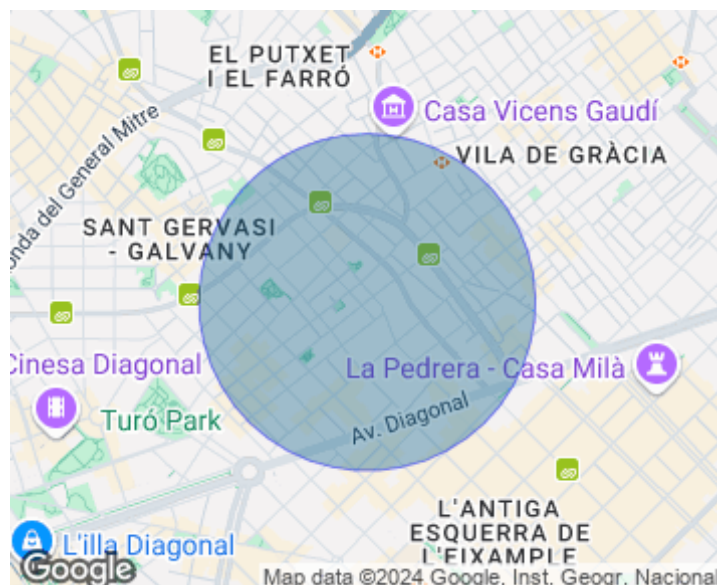 EL PUTXET
I EL FARRÓ
Casa Vicens Gaudí
VILA DE GRÀCIA
onda del General Mitre
SANT GERVASI
- GALVANY
Cinesa Diagonal
La Pedrera - Casa Milà
Turó Park
Av. Diagonal
L'ANTIGA
ESQUERRA DE
L'EIXAMPLE
L'illa Diagonal
Google
Map data ©2024 Google, Inst. Geogr. Nacional